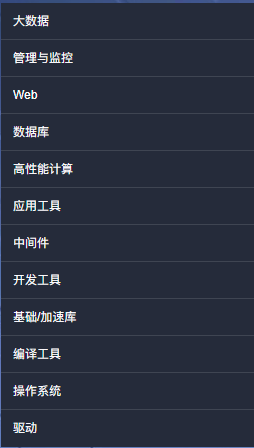 大数据
管理与监控
Web
数据库
高性能计算
应用工具
中间件
开发工具
基础/加速库
编译工具
操作系统
驱动